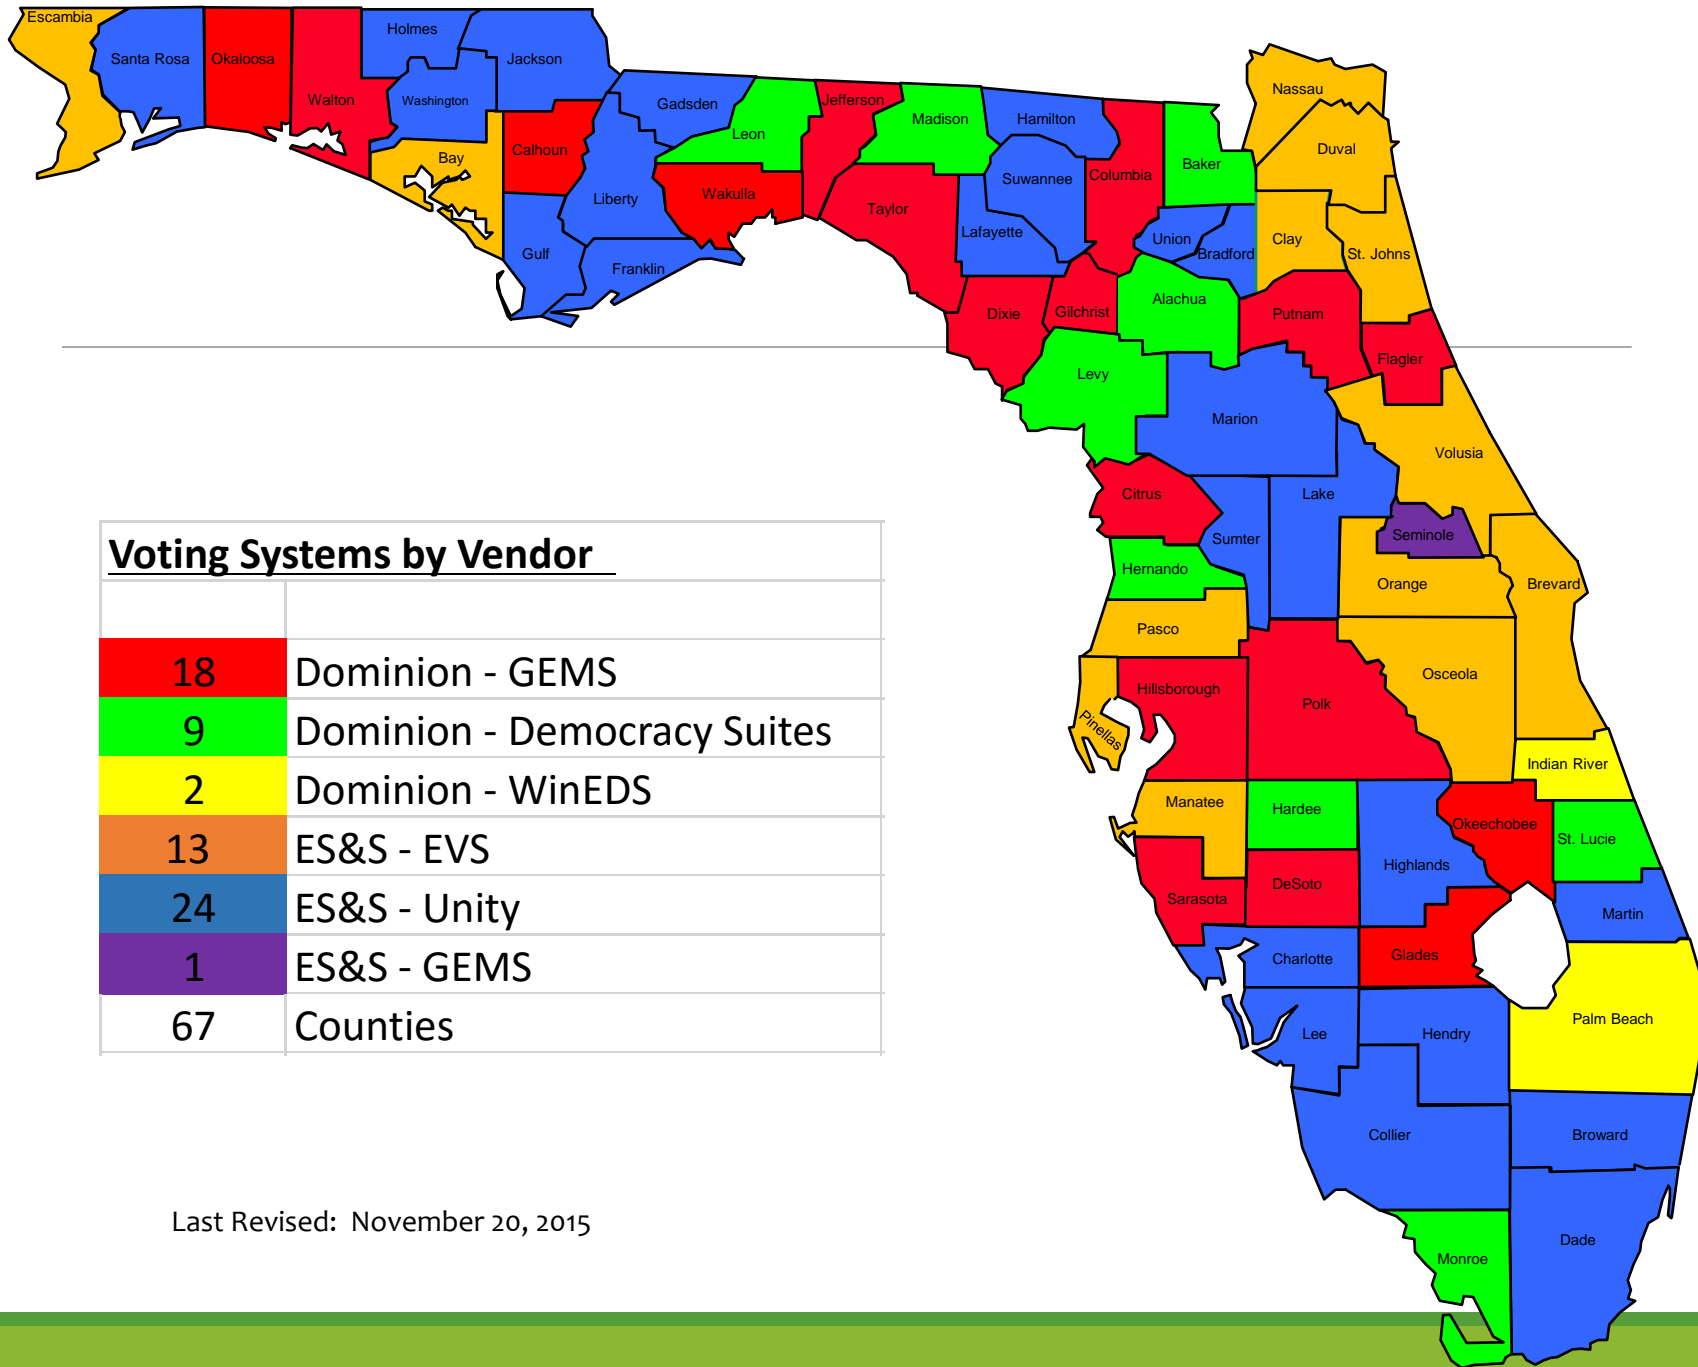 Escambia
Santa Rosa
Okaloosa
Walton
Holmes
Jackson
Washington
Bay
Calhoun
Gadsden
Liberty
Gulf
Franklin
Leon
Wakulla
Jefferson
Madison
Hamilton
Taylor
Suwannee
Lafayette
Columbia
Baker
Nassau
Duval
Union
Bradford
Clay
St. Johns
Dixie
Gilchrist
Alachua
Putnam
Flagler
Levy
Marion
Volusia
Citrus
Lake
Sumter
Seminole
Hernando
Orange
Brevard
Pasco
Osceola
Hillsborough
Polk
Pinellas
Indian River
Manatee
Hardee
Okeechobee
St. Lucie
Highlands
Sarasota
DeSoto
Martin
Charlotte
Glades
Palm Beach
Lee
Hendry
Collier
Broward
Dade
Monroe
Voting Systems by Vendor
18 Dominion - GEMS
9 Dominion - Democracy Suites
2 Dominion - WinEDS
13 ES&S - EVS
24 ES&S - Unity
1 ES&S - GEMS
67 Counties
Last Revised: November 20, 2015